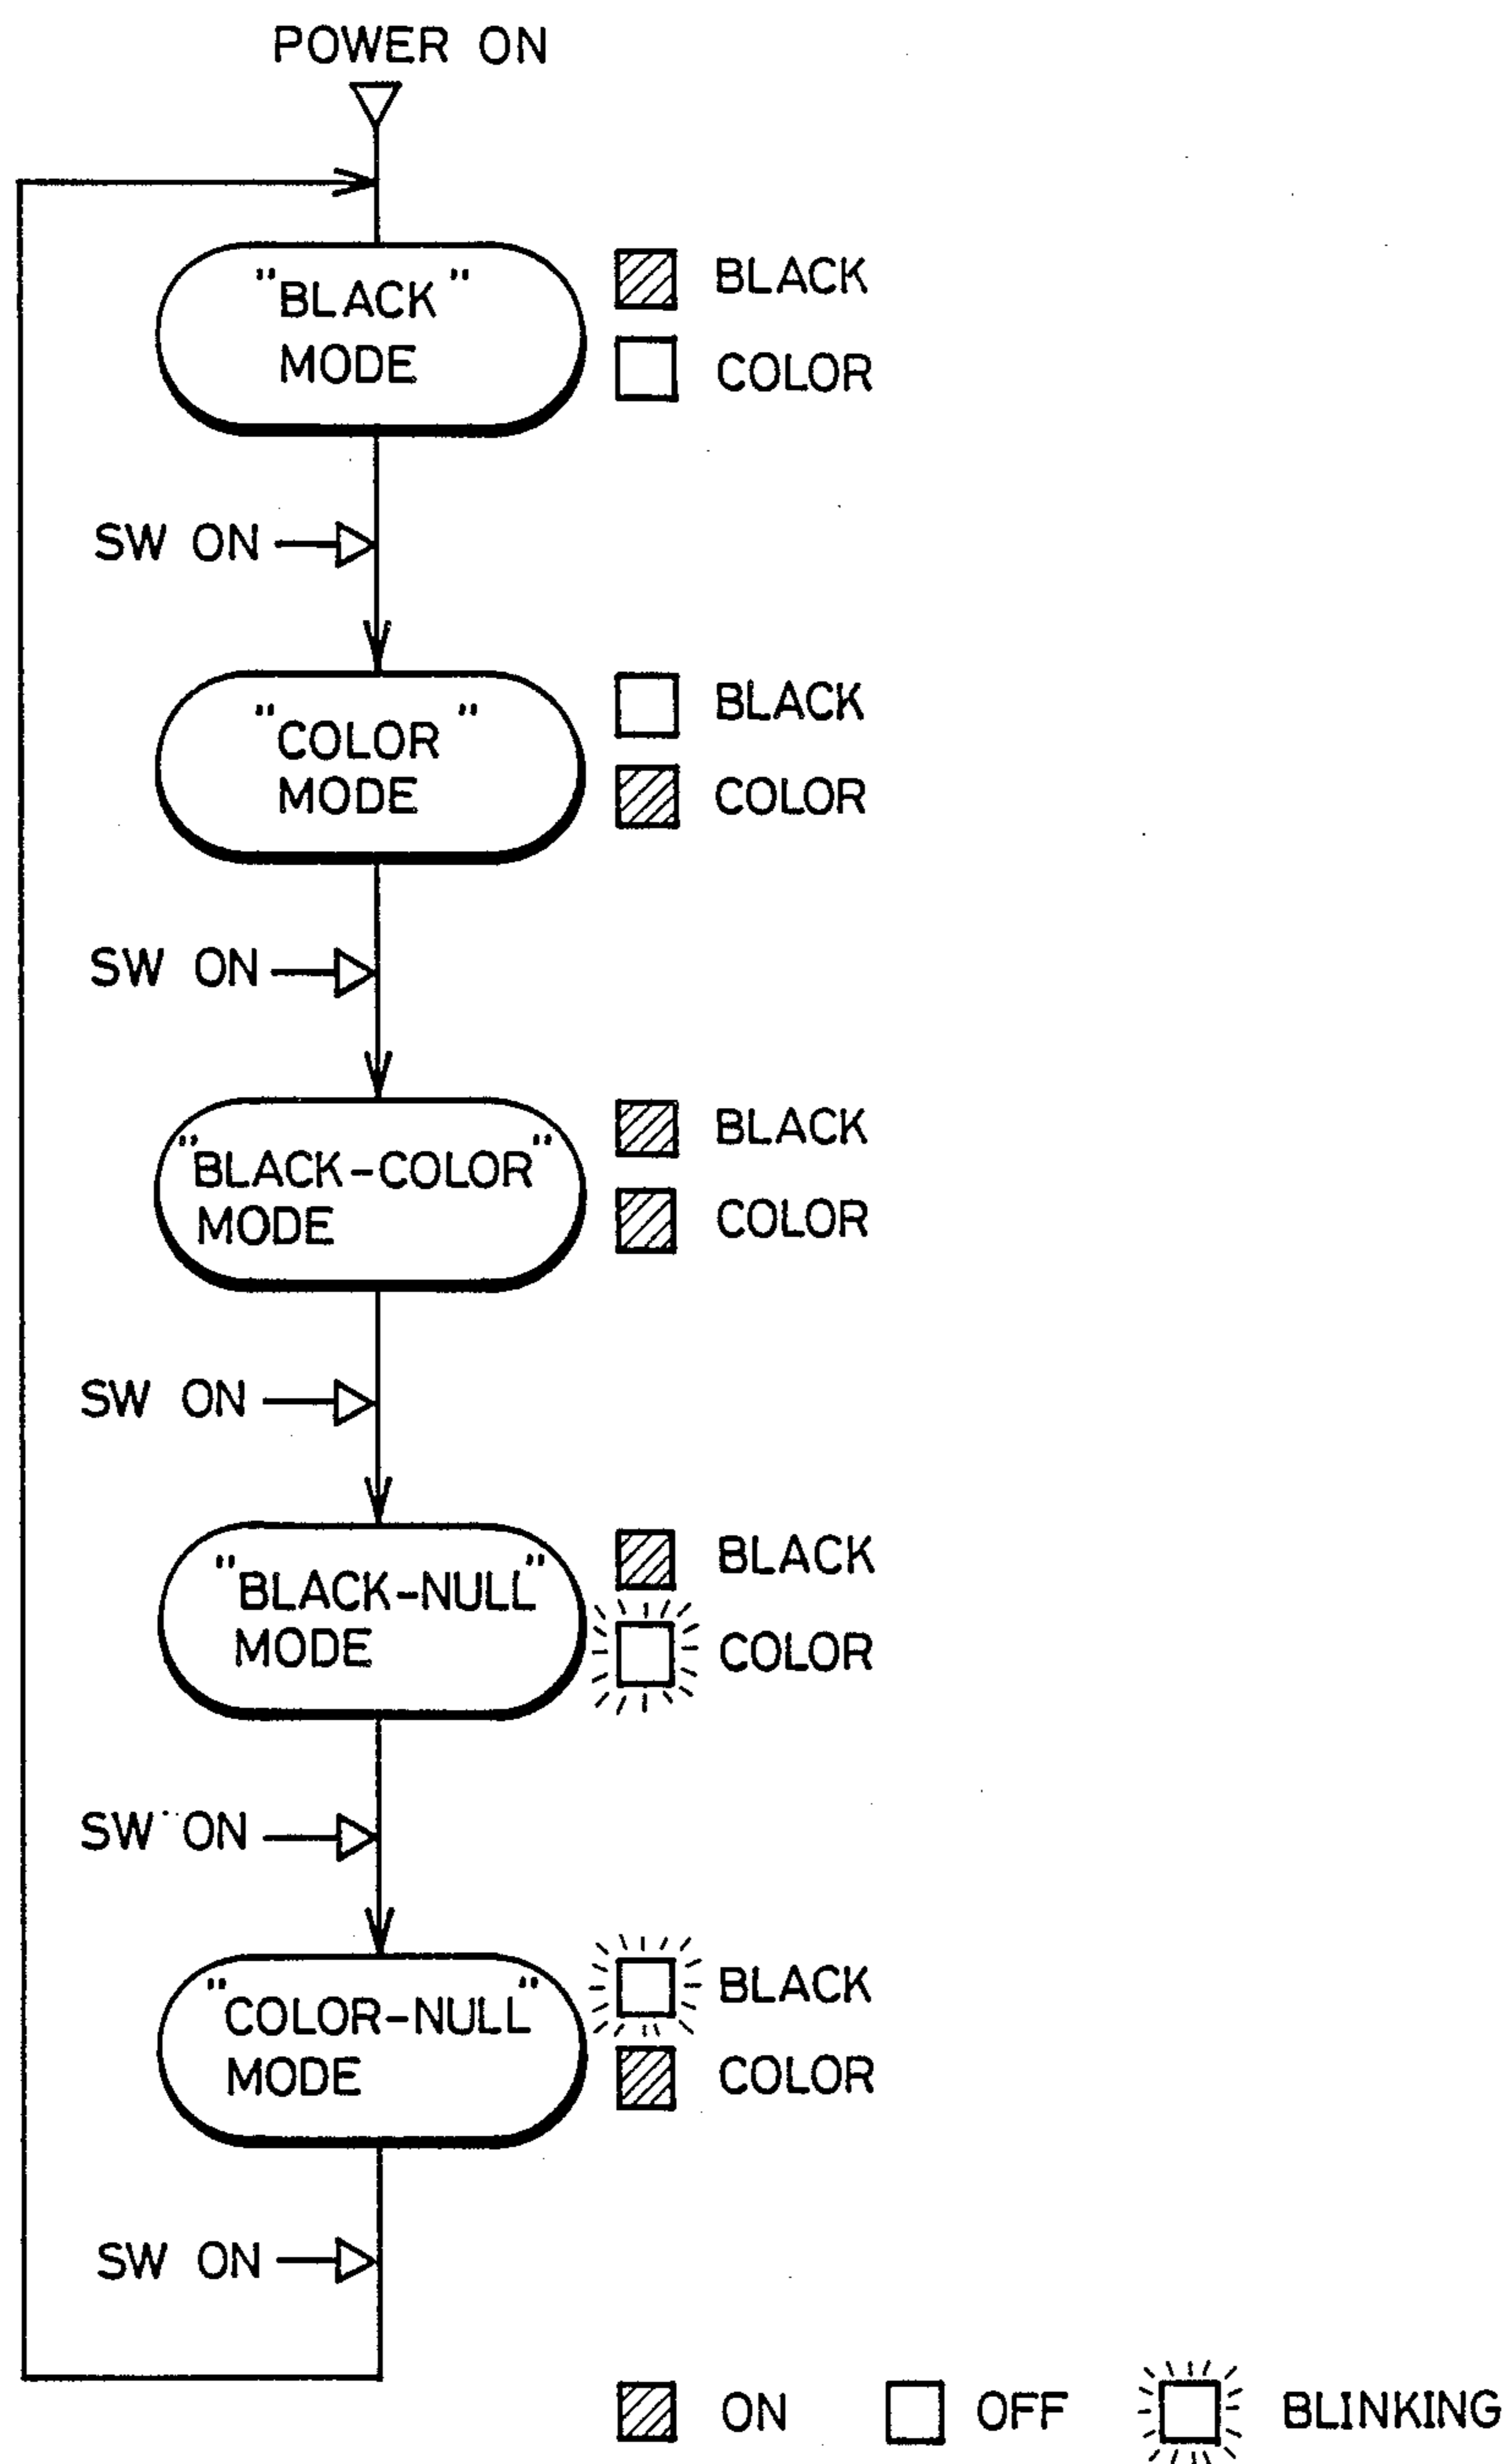 POWER ON
"BLACK"
MODE
BLACK
COLOR
SW ON
"COLOR"
MODE
BLACK
COLOR
SW ON
"BLACK-COLOR"
MODE
BLACK
COLOR
SW ON
"BLACK-NULL"
MODE
BLACK
COLOR
SW ON
"COLOR-NULL"
MODE
BLACK
COLOR
SW ON
ON OFF BLINKING